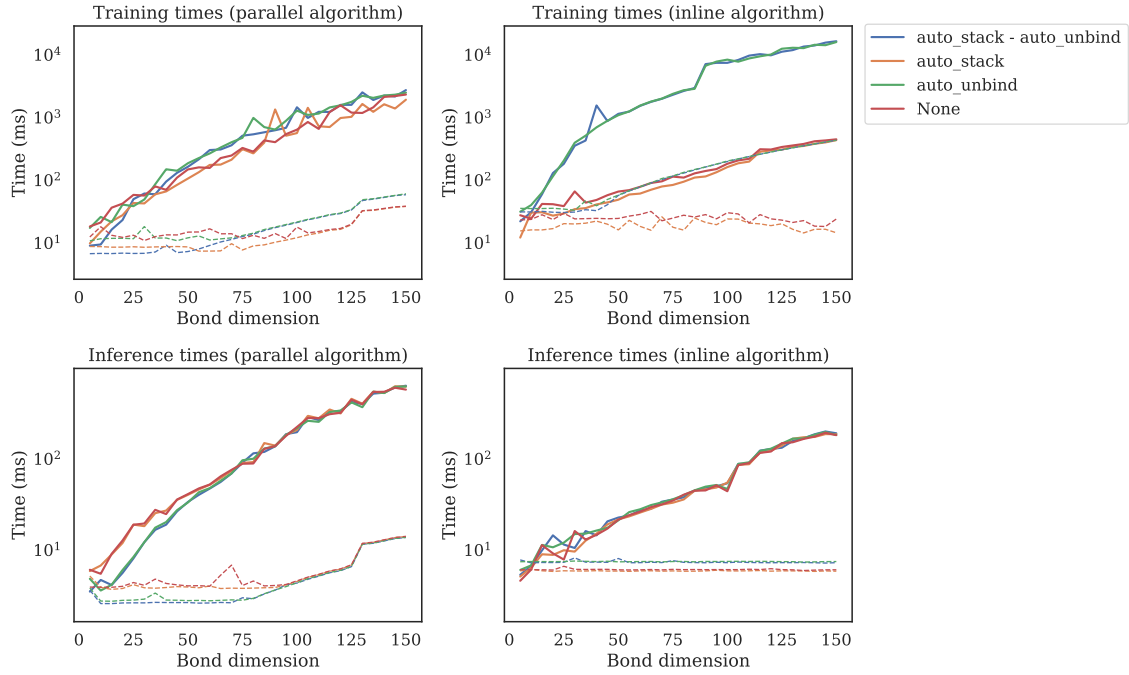 Training times (parallel algorithm)
Time (ms)
10^4
10^3
10^2
10^1
0 25 50 75 100 125 150
Bond dimension
Training times (inline algorithm)
Time (ms)
10^4
10^3
10^2
10^1
0 25 50 75 100 125 150
Bond dimension
auto_stack - auto_unbind
auto_stack
auto_unbind
None
Inference times (parallel algorithm)
Time (ms)
10^2
10^1
0 25 50 75 100 125 150
Bond dimension
Inference times (inline algorithm)
Time (ms)
10^2
10^1
0 25 50 75 100 125 150
Bond dimension